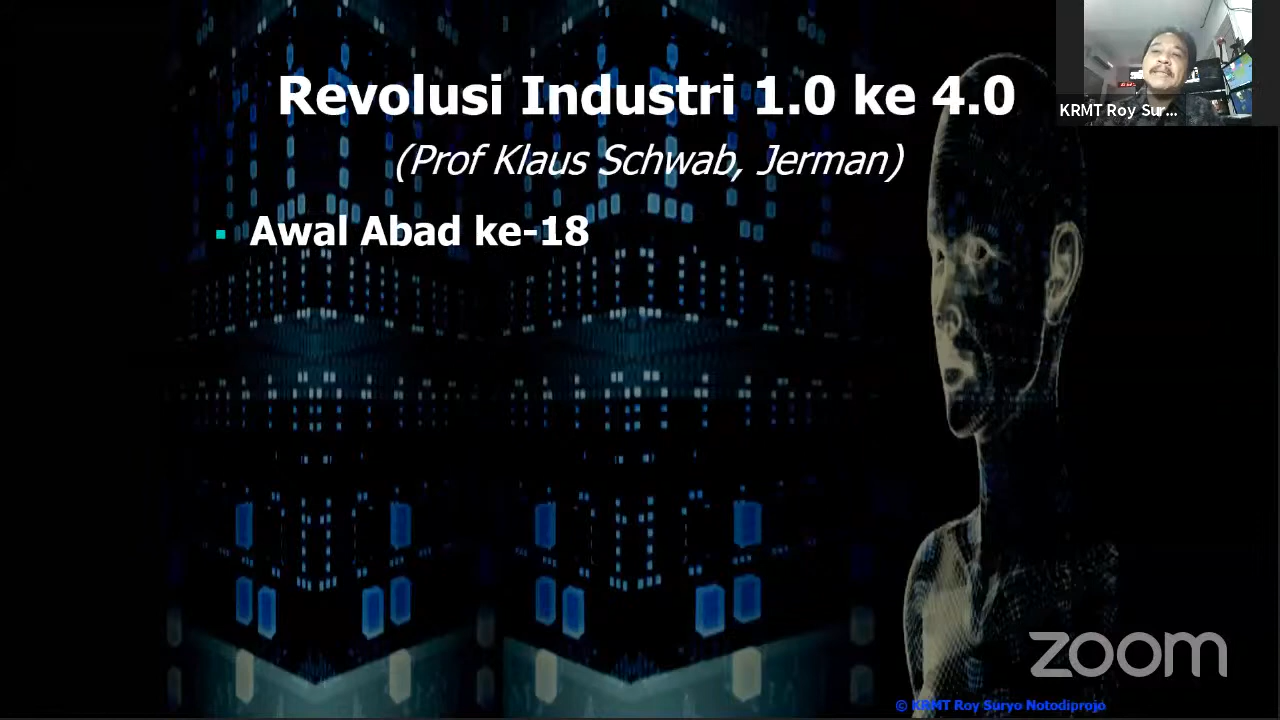 Revolusi Industri 1.0 ke 4.0
(Prof Klaus Schwab, Jerman)
Awal Abad ke-18
KRMT Roy Sur...
zoom
© KRMT Roy Suryo Notodiprojo